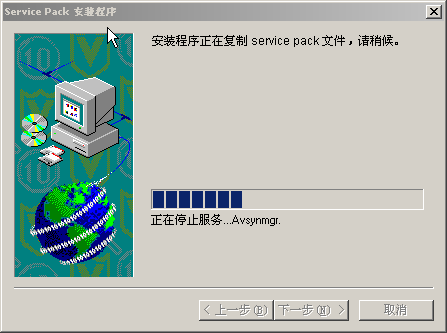 Service Pack 安装程序
安装程序正在复制 service pack 文件，请稍候。
正在停止服务...Avsynmgr.
< 上一步(B)
下一步(N) >
取消